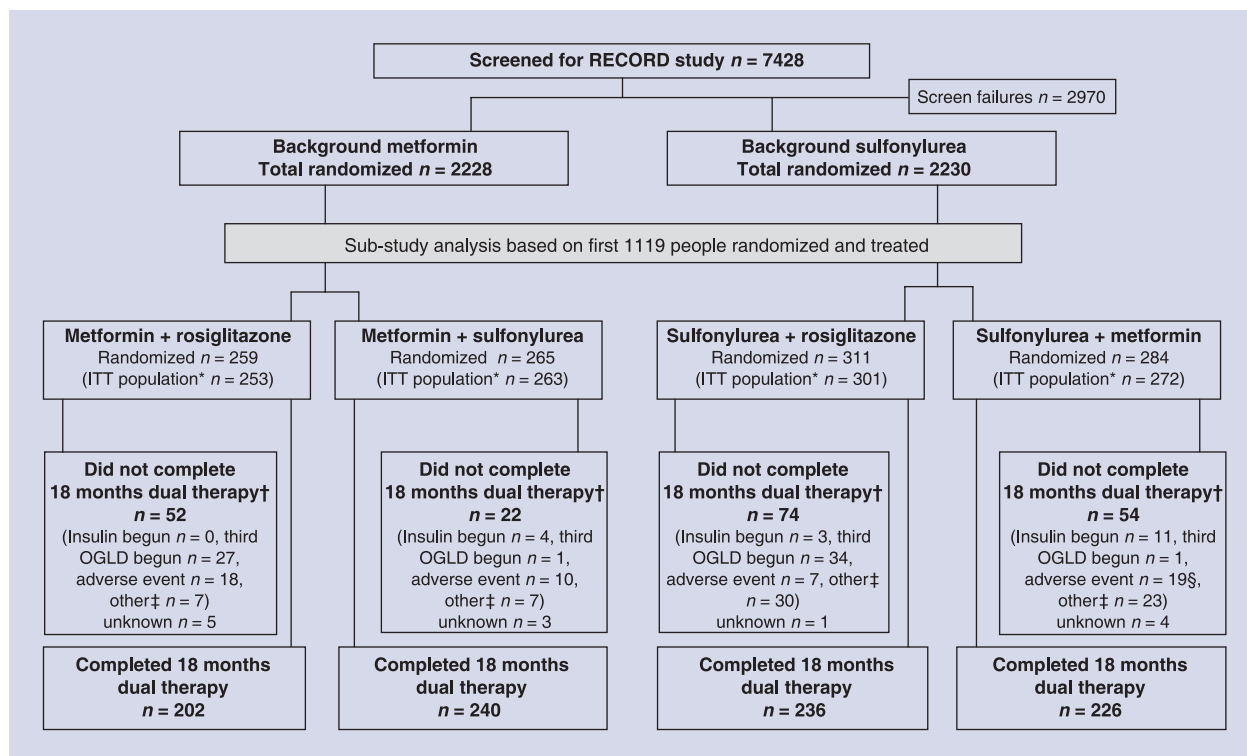 Screened for RECORD study n = 7428
Screen failures n = 2970
Background metformin
Total randomized n = 2228
Background sulfonylurea
Total randomized n = 2230
Sub-study analysis based on first 1119 people randomized and treated
Metformin + rosiglitazone
Randomized n = 259
(ITT population* n = 253)
Metformin + sulfonylurea
Randomized n = 265
(ITT population* n = 263)
Sulfonylurea + rosiglitazone
Randomized n = 311
(ITT population* n = 301)
Sulfonylurea + metformin
Randomized n = 284
(ITT population* n = 272)
Did not complete
18 months dual therapy†
n = 52
(Insulin begun n = 0, third
OGLD begun n = 27,
adverse event n = 18,
other‡ n = 7)
unknown n = 5
Did not complete
18 months dual therapy†
n = 22
(Insulin begun n = 4, third
OGLD begun n = 1,
adverse event n = 10,
other‡ n = 7)
unknown n = 3
Did not complete
18 months dual therapy†
n = 74
(Insulin begun n = 3, third
OGLD begun n = 34,
adverse event n = 7, other‡
n = 30)
unknown n = 1
Did not complete
18 months dual therapy†
n = 54
(Insulin begun n = 11, third
OGLD begun n = 1,
adverse event n = 19§,
other‡ n = 23)
unknown n = 4
Completed 18 months
dual therapy
n = 202
Completed 18 months
dual therapy
n = 240
Completed 18 months
dual therapy
n = 236
Completed 18 months
dual therapy
n = 226